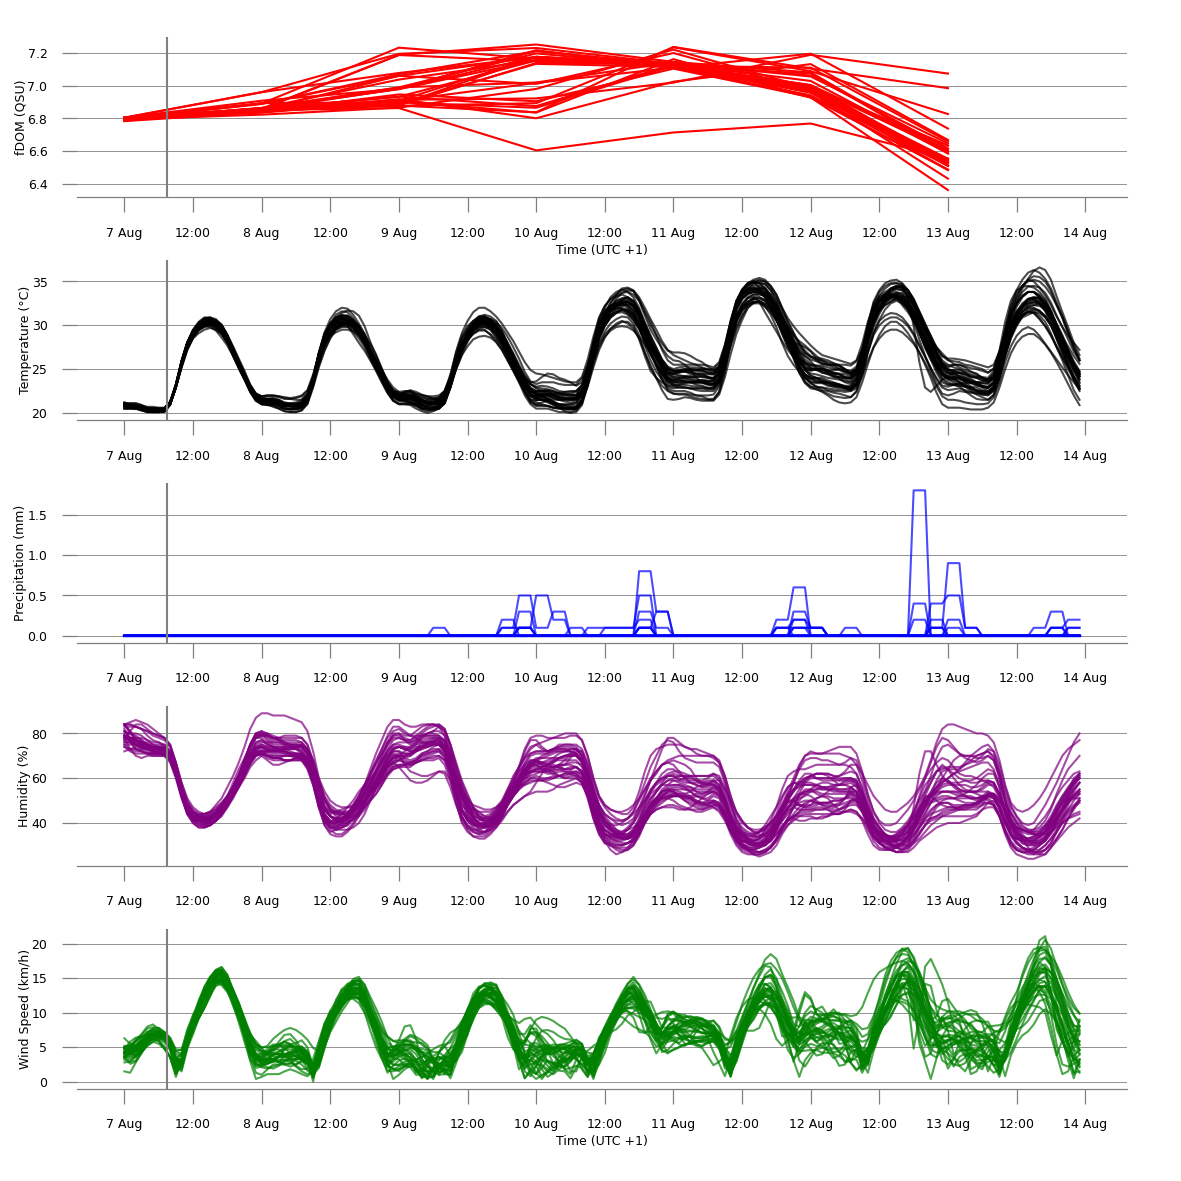 fDOM (QSU)
7.2
7.0
6.8
6.6
6.4
7 Aug 12:00 8 Aug 12:00 9 Aug 12:00 10 Aug 12:00 11 Aug 12:00 12 Aug 12:00 13 Aug 12:00 14 Aug
Time (UTC +1)
Temperature (°C)
35
30
25
20
7 Aug 12:00 8 Aug 12:00 9 Aug 12:00 10 Aug 12:00 11 Aug 12:00 12 Aug 12:00 13 Aug 12:00 14 Aug
Precipitation (mm)
1.5
1.0
0.5
0.0
7 Aug 12:00 8 Aug 12:00 9 Aug 12:00 10 Aug 12:00 11 Aug 12:00 12 Aug 12:00 13 Aug 12:00 14 Aug
Humidity (%)
80
60
40
7 Aug 12:00 8 Aug 12:00 9 Aug 12:00 10 Aug 12:00 11 Aug 12:00 12 Aug 12:00 13 Aug 12:00 14 Aug
Wind Speed (km/h)
20
15
10
5
0
7 Aug 12:00 8 Aug 12:00 9 Aug 12:00 10 Aug 12:00 11 Aug 12:00 12 Aug 12:00 13 Aug 12:00 14 Aug
Time (UTC +1)